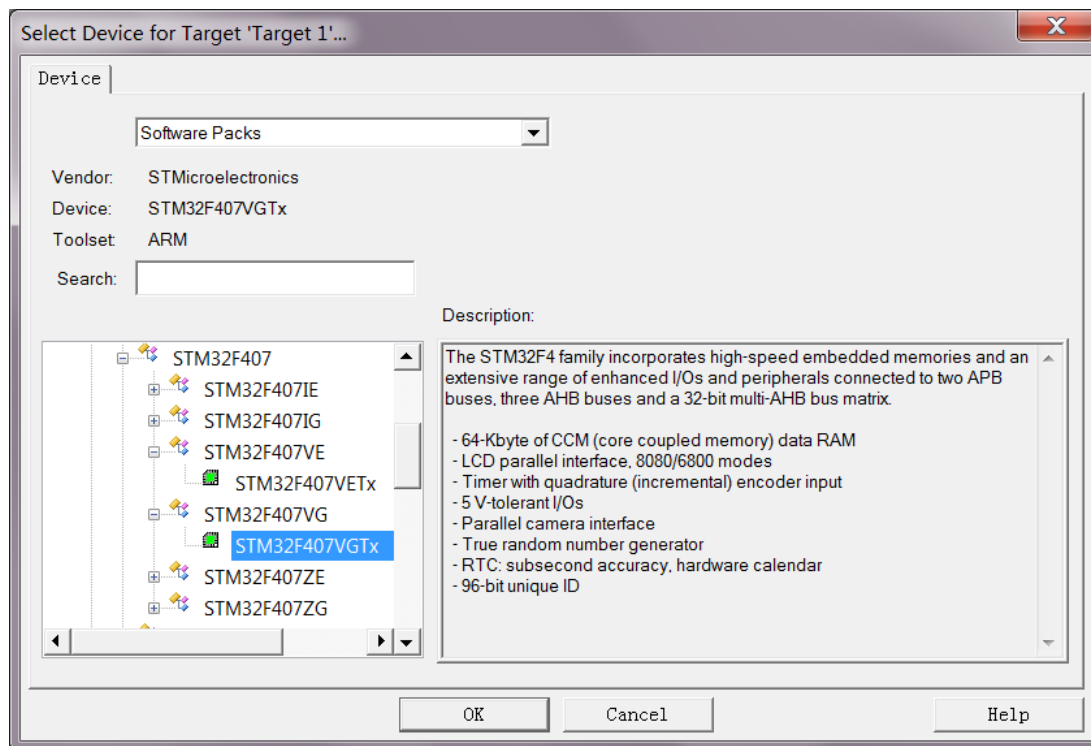 Select Device for Target 'Target 1'...
Device
Software Packs
Vendor: STMicroelectronics
Device: STM32F407VGTx
Toolset: ARM
Search:
Description:
STM32F407
STM32F407IE
STM32F407IG
STM32F407VE
STM32F407VETx
STM32F407VG
STM32F407VGTx
STM32F407ZE
STM32F407ZG
The STM32F4 family incorporates high-speed embedded memories and an
extensive range of enhanced I/Os and peripherals connected to two APB
buses, three AHB buses and a 32-bit multi-AHB bus matrix.
- 64-Kbyte of CCM (core coupled memory) data RAM
- LCD parallel interface, 8080/6800 modes
- Timer with quadrature (incremental) encoder input
- 5 V-tolerant I/Os
- Parallel camera interface
- True random number generator
- RTC: subsecond accuracy, hardware calendar
- 96-bit unique ID
OK Cancel Help